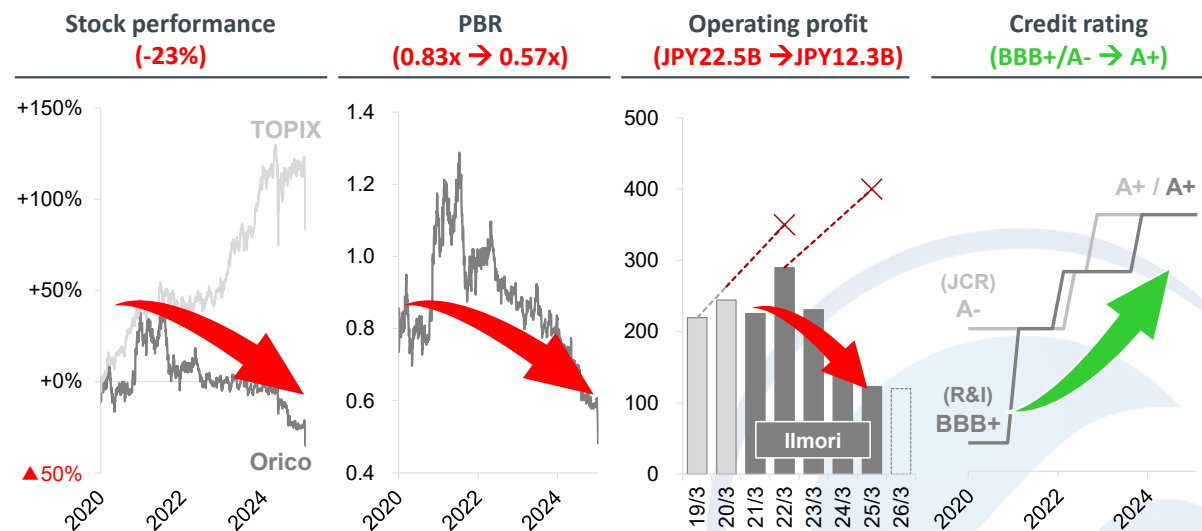 Stock performance
(-23%)
PBR
(0.83x → 0.57x)
Operating profit
(JPY22.5B →JPY12.3B)
Credit rating
(BBB+/A- → A+)
+150%
+100%
+50%
+0%
▲50%
TOPIX
Orico
2020
2022
2024
1.4
1.2
1.0
0.8
0.6
0.4
2020
2022
2024
500
400
300
200
100
0
Ilmori
19/3
20/3
21/3
22/3
23/3
24/3
25/3
26/3
A+ / A+
(JCR)
A-
(R&I)
BBB+
2020
2022
2024